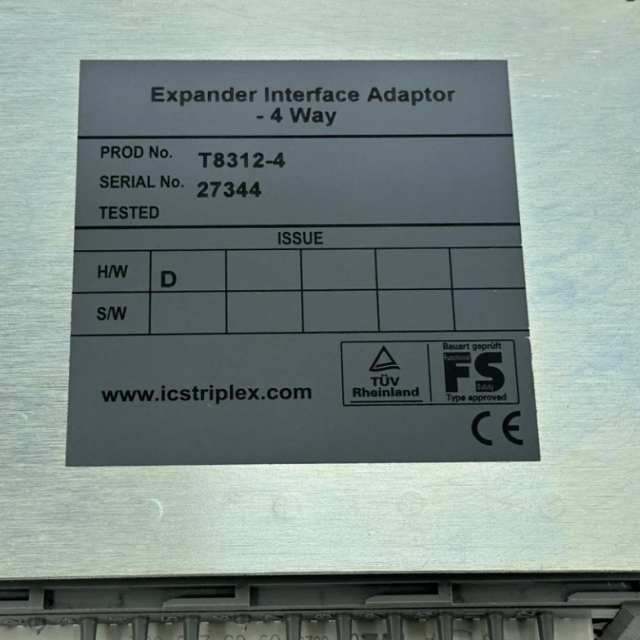 Expander Interface Adaptor
- 4 Way
PROD No. T8312-4
SERIAL No. 27344
TESTED
ISSUE
H/W D
S/W
www.icstriplex.com
TÜV
Rheinland
Bauart geprüft
FS
Type approved
CE